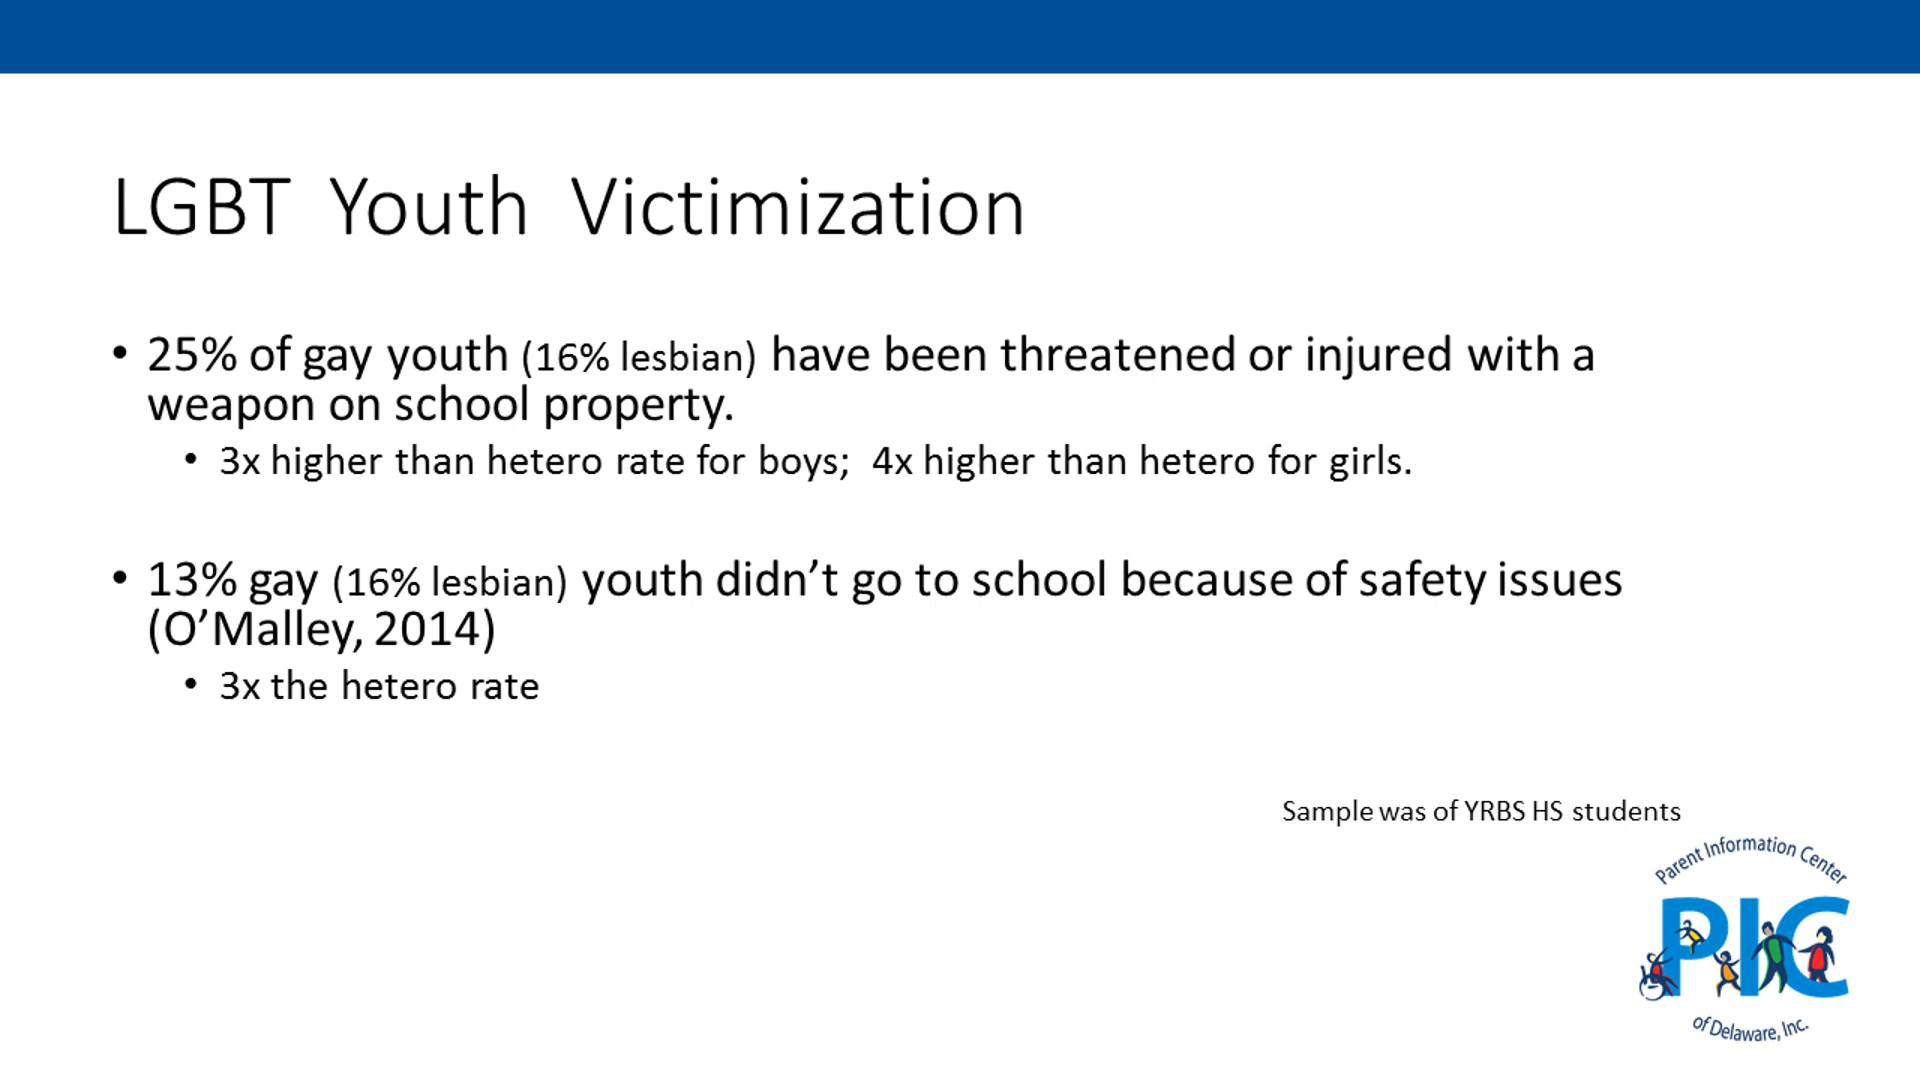 LGBT Youth Victimization
• 25% of gay youth (16% lesbian) have been threatened or injured with a
weapon on school property.
• 3x higher than hetero rate for boys; 4x higher than hetero for girls.
• 13% gay (16% lesbian) youth didn’t go to school because of safety issues
(O’Malley, 2014)
• 3x the hetero rate
Sample was of YRBS HS students
Parent Information Center
PIC
of Delaware, Inc.